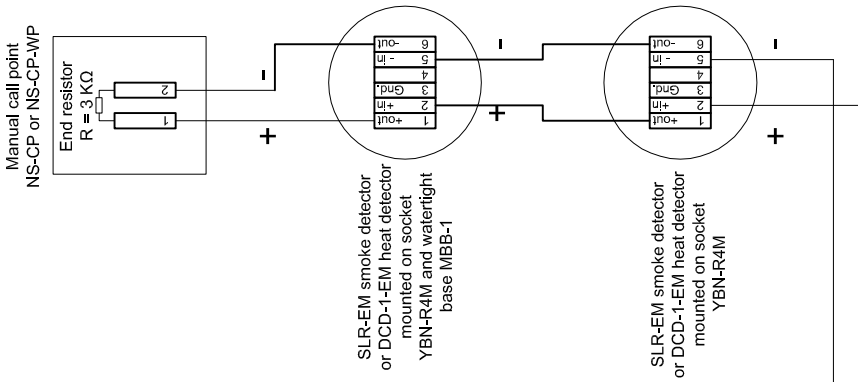 Manual call point
NS-CP or NS-CP-WP
End resistor
R = 3 KΩ
2
1
-
+
6 -out
5 - in
4
3 Gnd.
2 +in
1 +out
-
+
6 -out
5 - in
4
3 Gnd.
2 +in
1 +out
-
+
SLR-EM smoke detector
or DCD-1-EM heat detector
mounted on socket
YBN-R4M and watertight
base MBB-1
SLR-EM smoke detector
or DCD-1-EM heat detector
mounted on socket
YBN-R4M